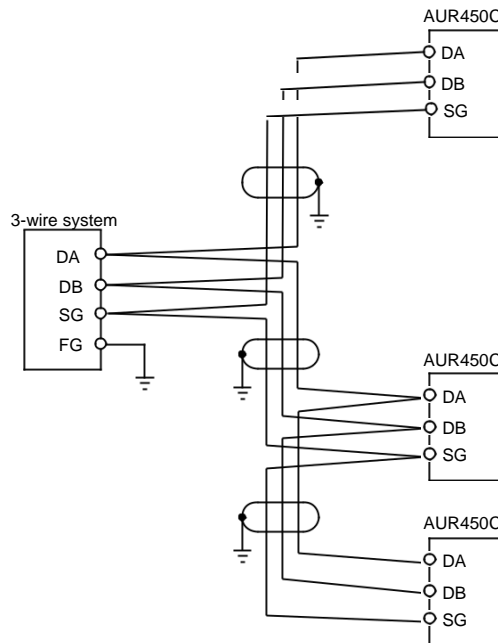 AUR450C
DA
DB
SG
3-wire system
DA
DB
SG
FG
AUR450C
DA
DB
SG
AUR450C
DA
DB
SG